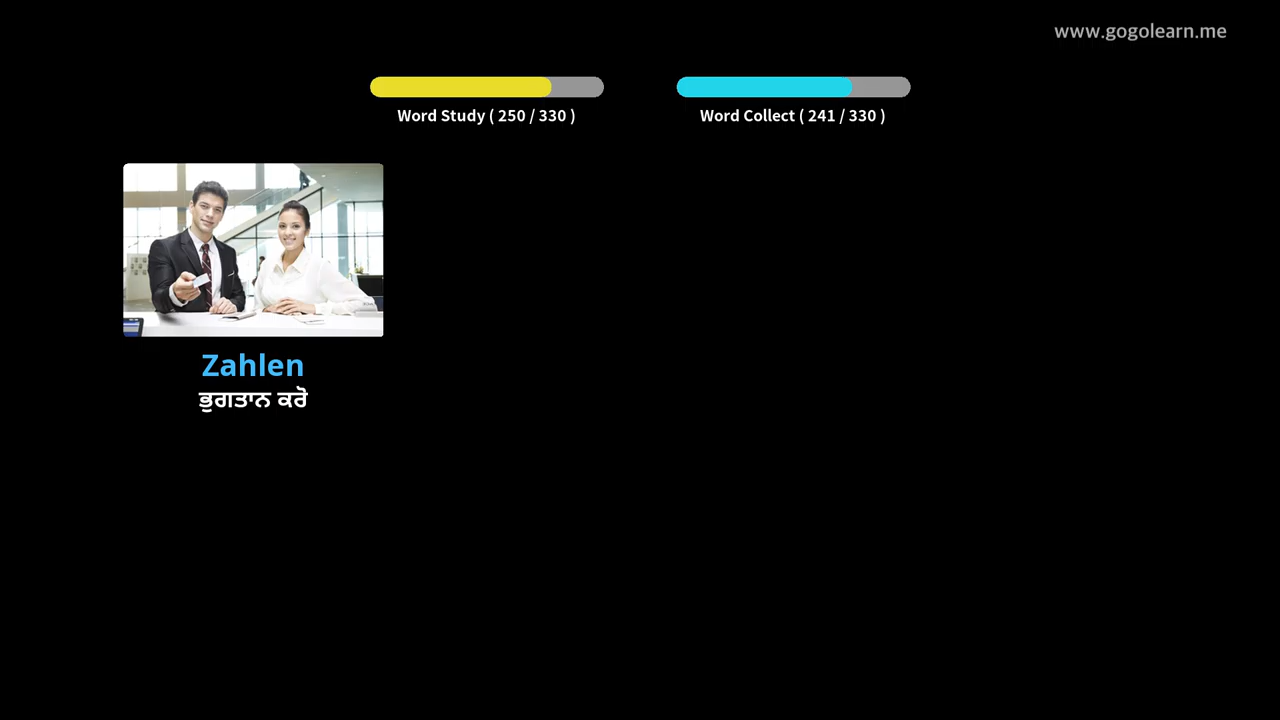 www.gogolearn.me
Word Study ( 250 / 330 )
Word Collect ( 241 / 330 )
Zahlen
ਭੁਗਤਾਨ ਕਰੋ